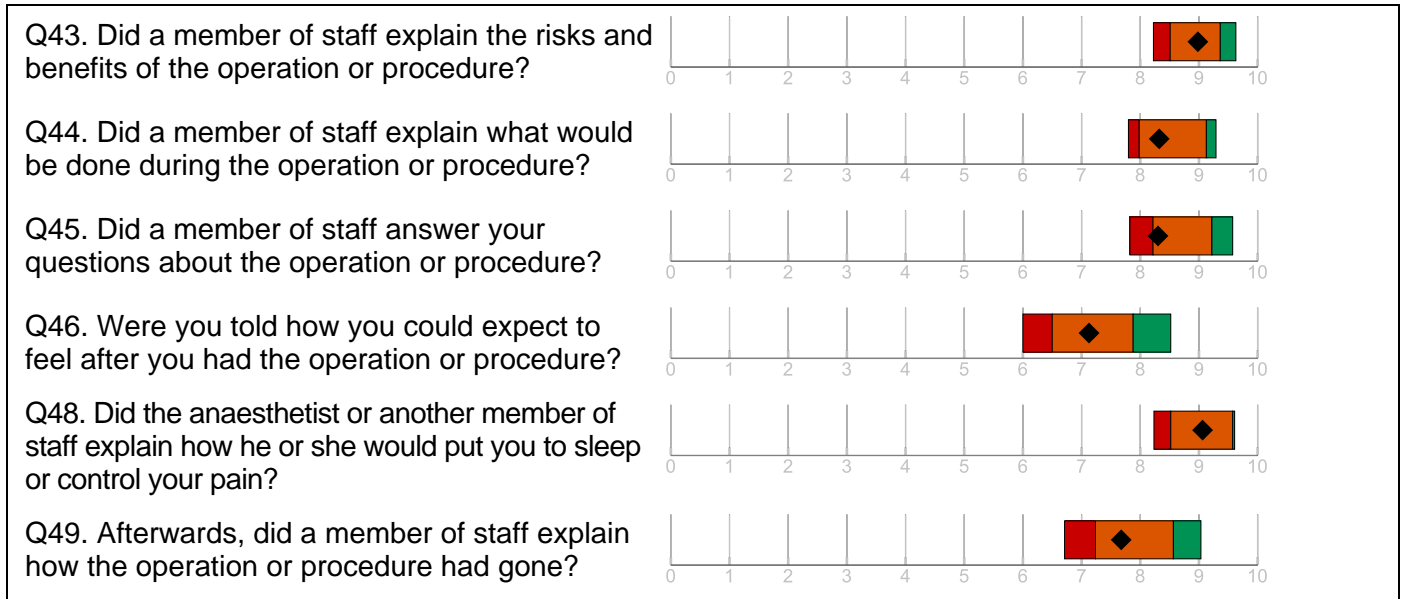 Q43. Did a member of staff explain the risks and
benefits of the operation or procedure?
0 1 2 3 4 5 6 7 8 9 10
Q44. Did a member of staff explain what would
be done during the operation or procedure?
0 1 2 3 4 5 6 7 8 9 10
Q45. Did a member of staff answer your
questions about the operation or procedure?
0 1 2 3 4 5 6 7 8 9 10
Q46. Were you told how you could expect to
feel after you had the operation or procedure?
0 1 2 3 4 5 6 7 8 9 10
Q48. Did the anaesthetist or another member of
staff explain how he or she would put you to sleep
or control your pain?
0 1 2 3 4 5 6 7 8 9 10
Q49. Afterwards, did a member of staff explain
how the operation or procedure had gone?
0 1 2 3 4 5 6 7 8 9 10